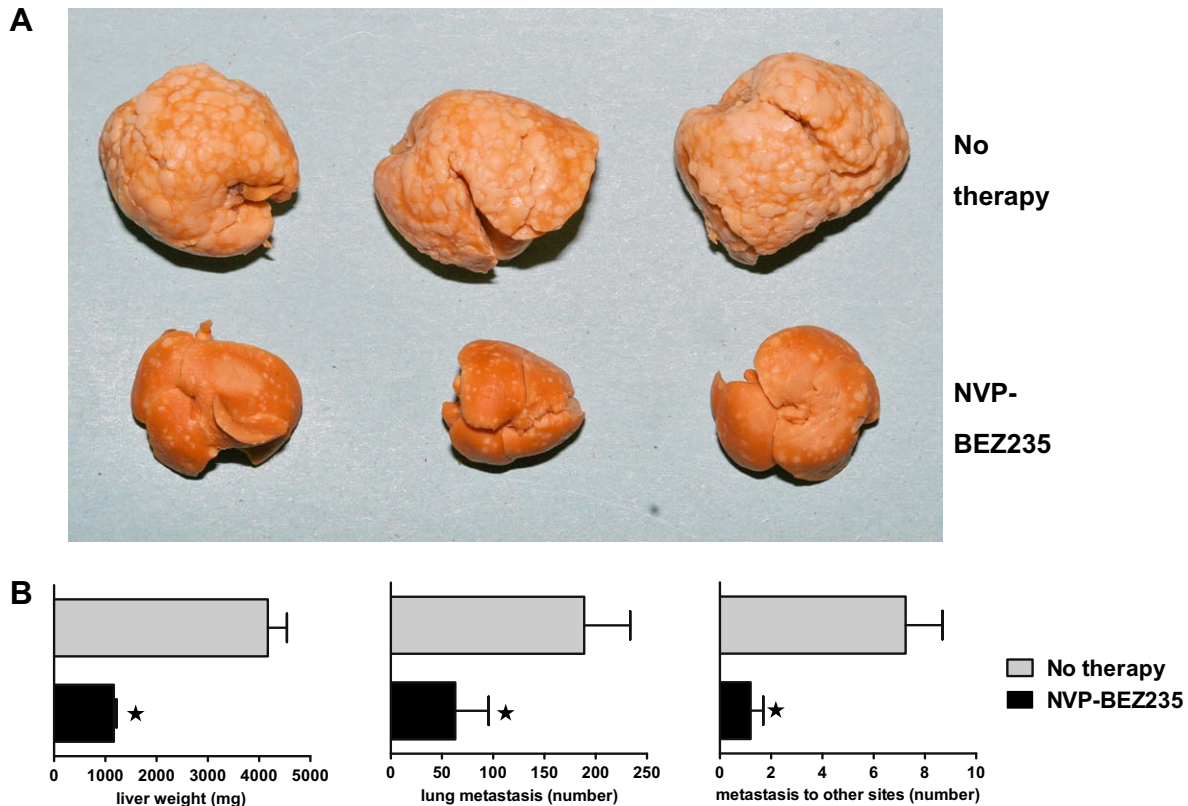 A
No
therapy
NVP-
BEZ235
B
0 1000 2000 3000 4000 5000
liver weight (mg)
0 50 100 150 200 250
lung metastasis (number)
0 2 4 6 8 10
metastasis to other sites (number)
No therapy
NVP-BEZ235